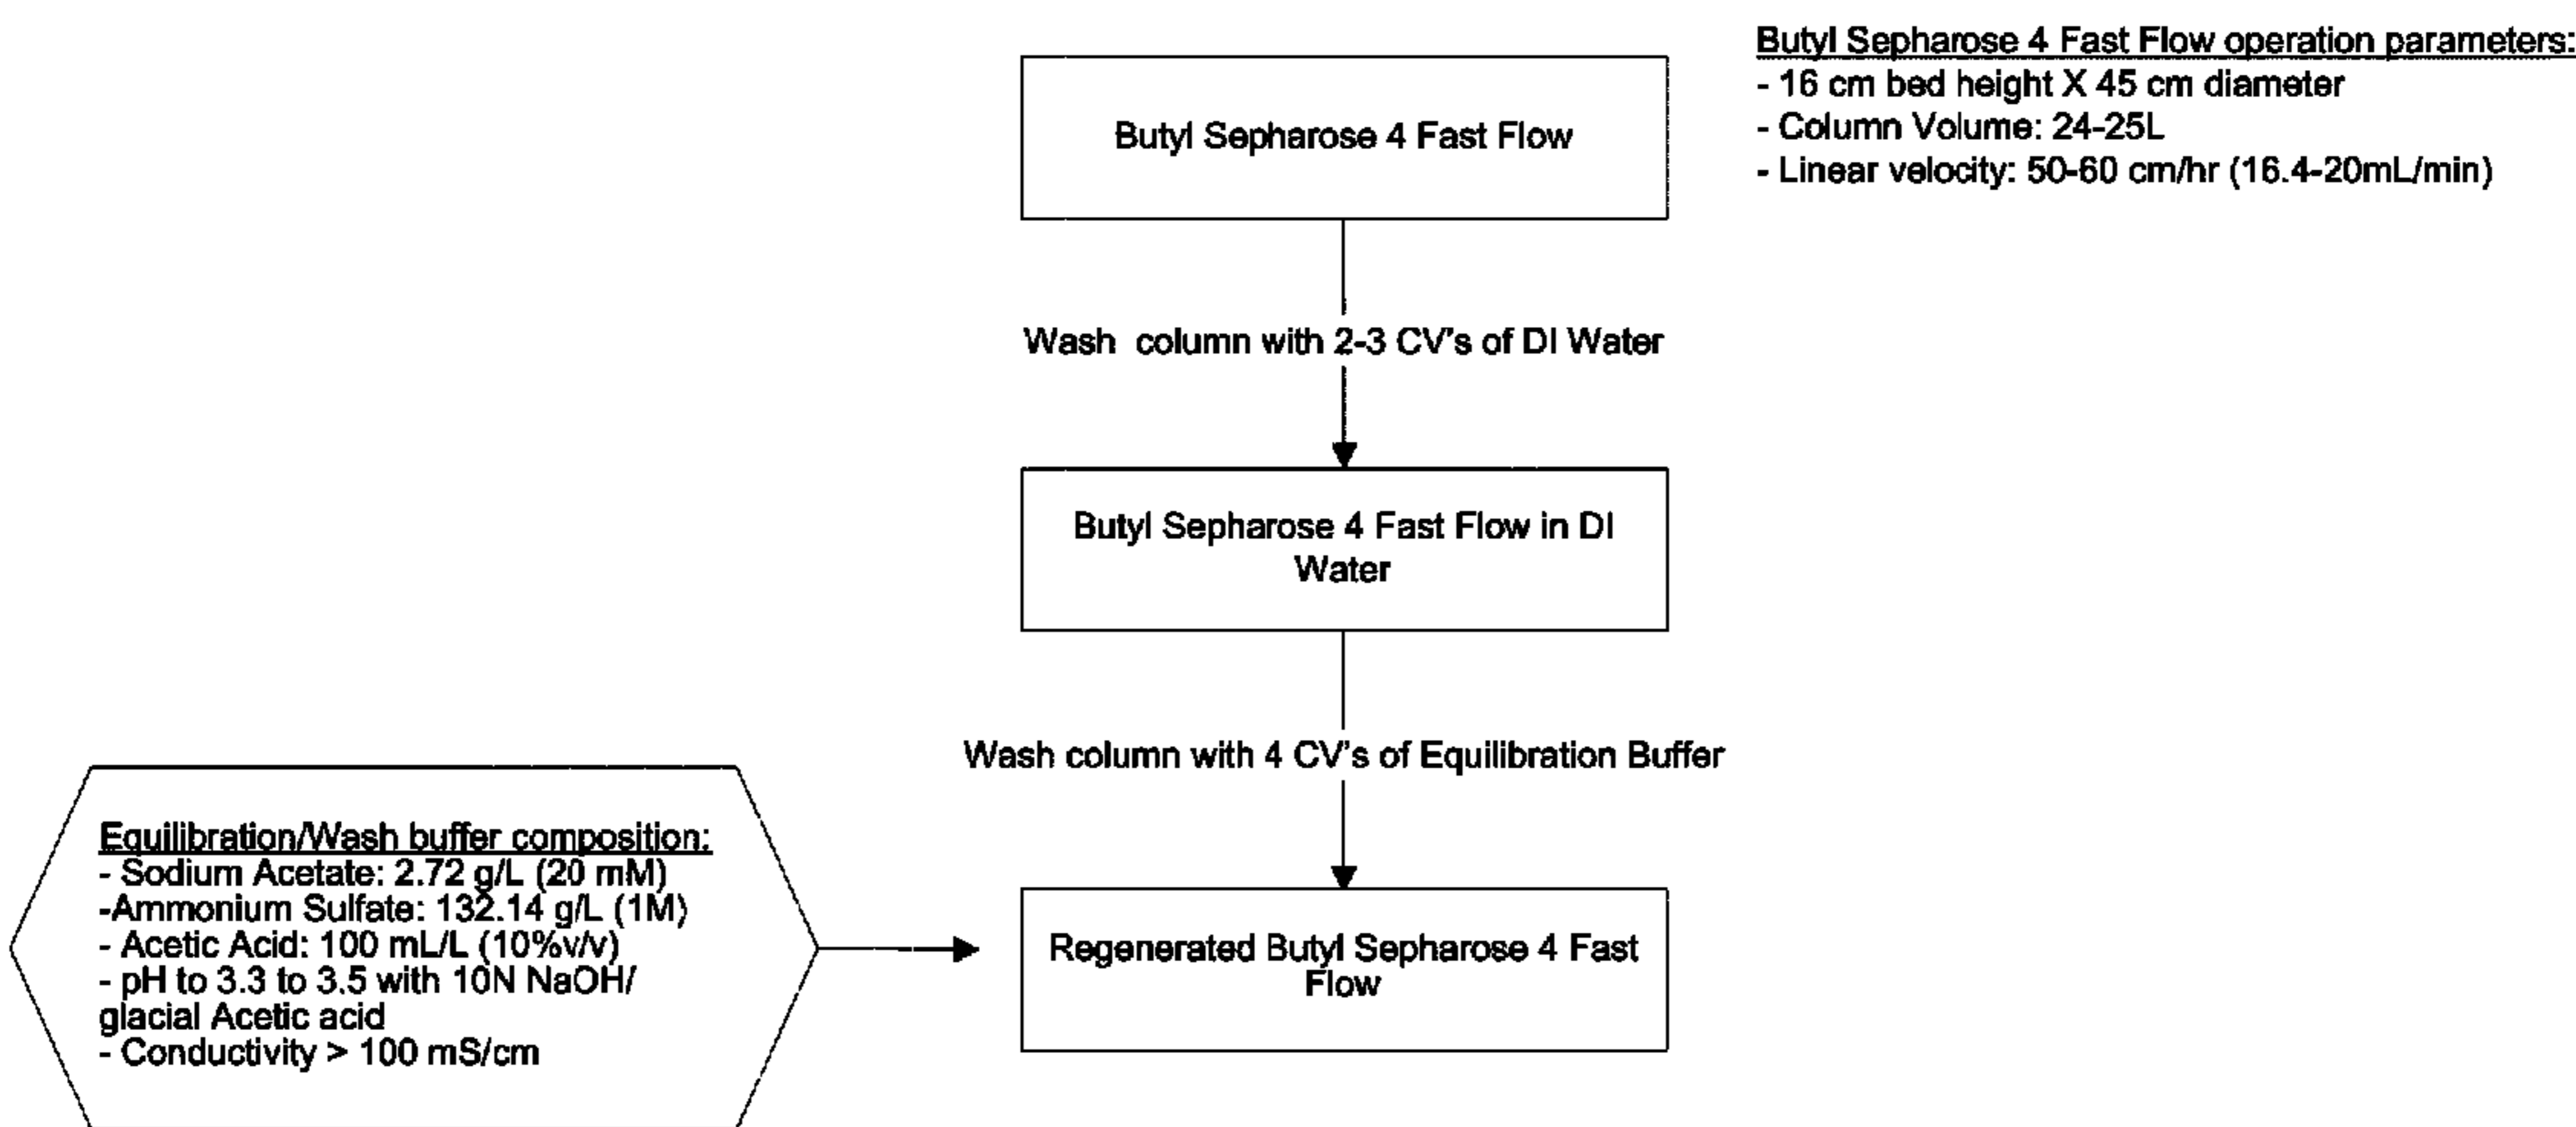 Butyl Sepharose 4 Fast Flow operation parameters:
- 16 cm bed height X 45 cm diameter
- Column Volume: 24-25L
- Linear velocity: 50-60 cm/hr (16.4-20mL/min)
Butyl Sepharose 4 Fast Flow
Wash column with 2-3 CV's of DI Water
Butyl Sepharose 4 Fast Flow in DI
Water
Wash column with 4 CV's of Equilibration Buffer
Equilibration/Wash buffer composition:
- Sodium Acetate: 2.72 g/L (20 mM)
-Ammonium Sulfate: 132.14 g/L (1M)
- Acetic Acid: 100 mL/L (10%v/v)
- pH to 3.3 to 3.5 with 10N NaOH/
glacial Acetic acid
- Conductivity > 100 mS/cm
Regenerated Butyl Sepharose 4 Fast
Flow